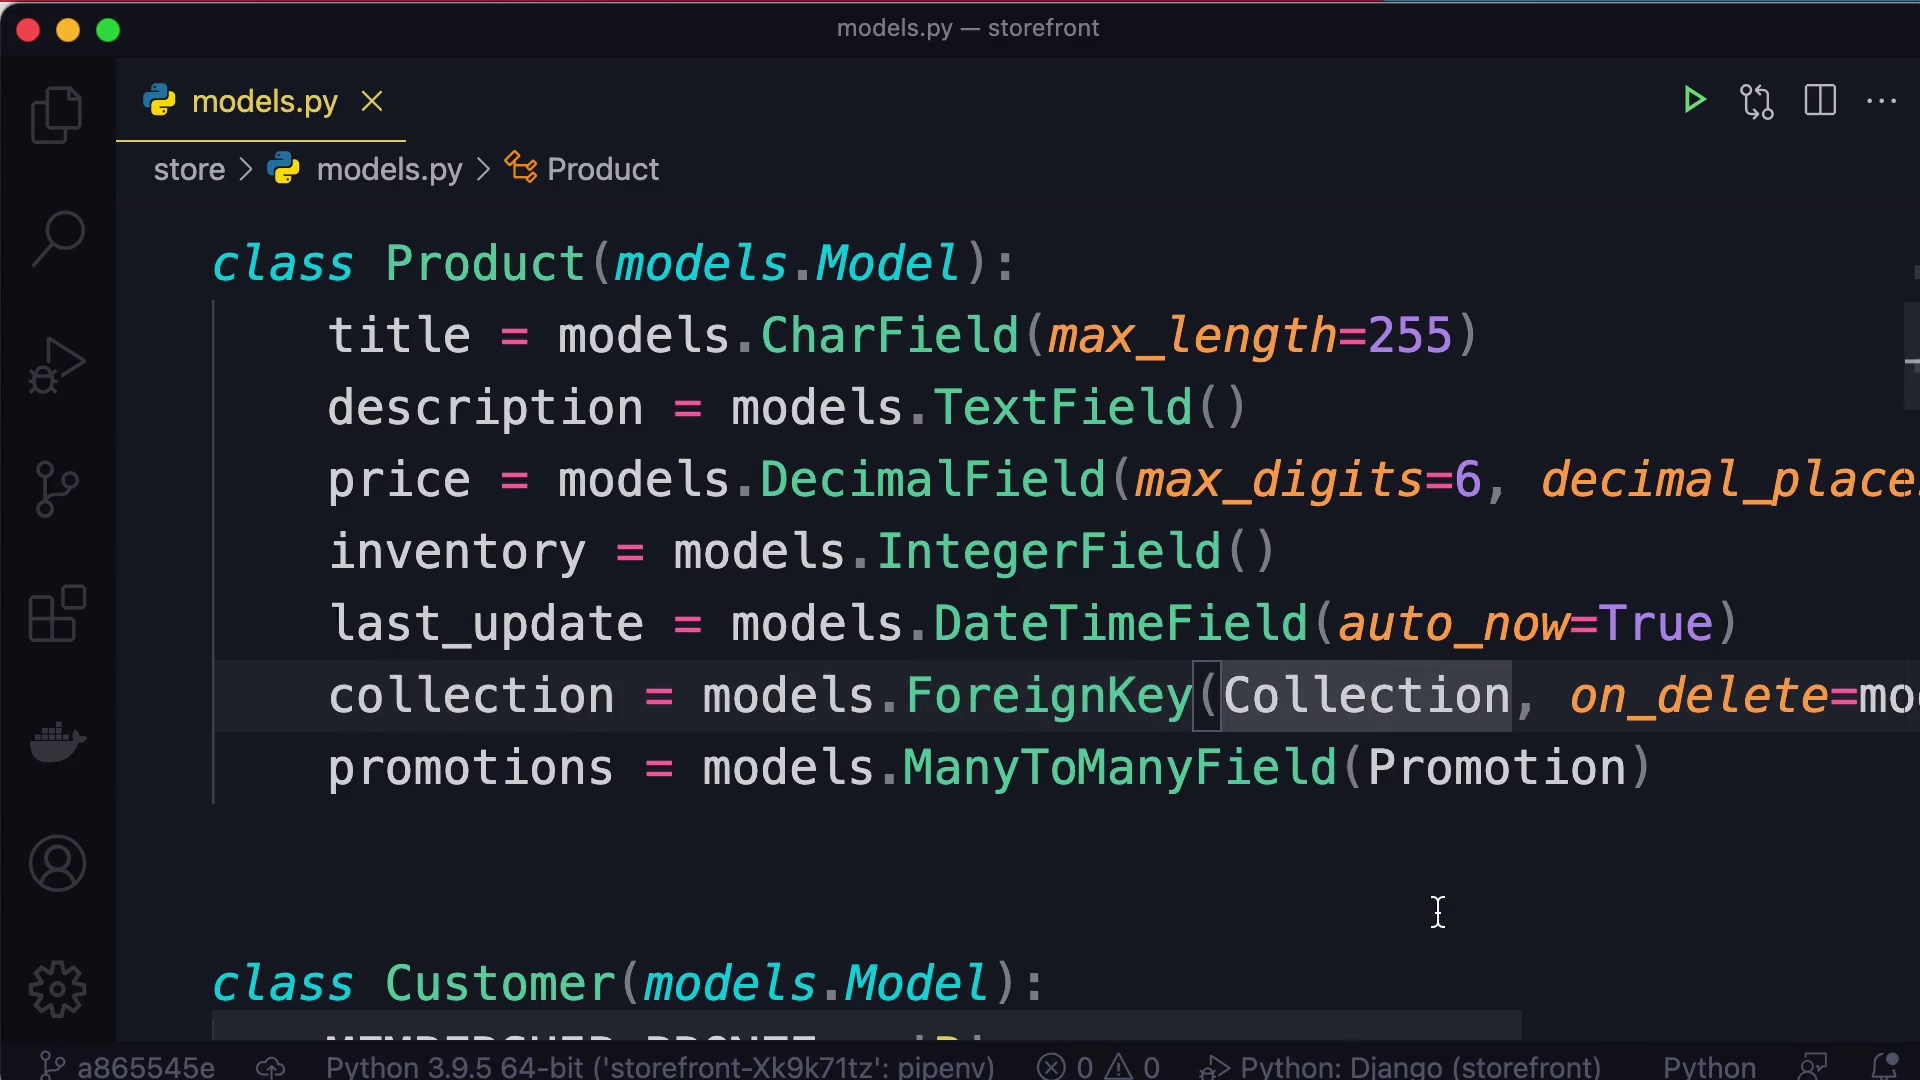 models.py — storefront
models.py
store > models.py > Product
class Product(models.Model):
    title = models.CharField(max_length=255)
    description = models.TextField()
    price = models.DecimalField(max_digits=6, decimal_place
    inventory = models.IntegerField()
    last_update = models.DateTimeField(auto_now=True)
    collection = models.ForeignKey(Collection, on_delete=mo
    promotions = models.ManyToManyField(Promotion)
class Customer(models.Model):
a865545e Python 3.9.5 64-bit ('storefront-Xk9k71tz': pipenv) 0 0 Python: Django (storefront) Python